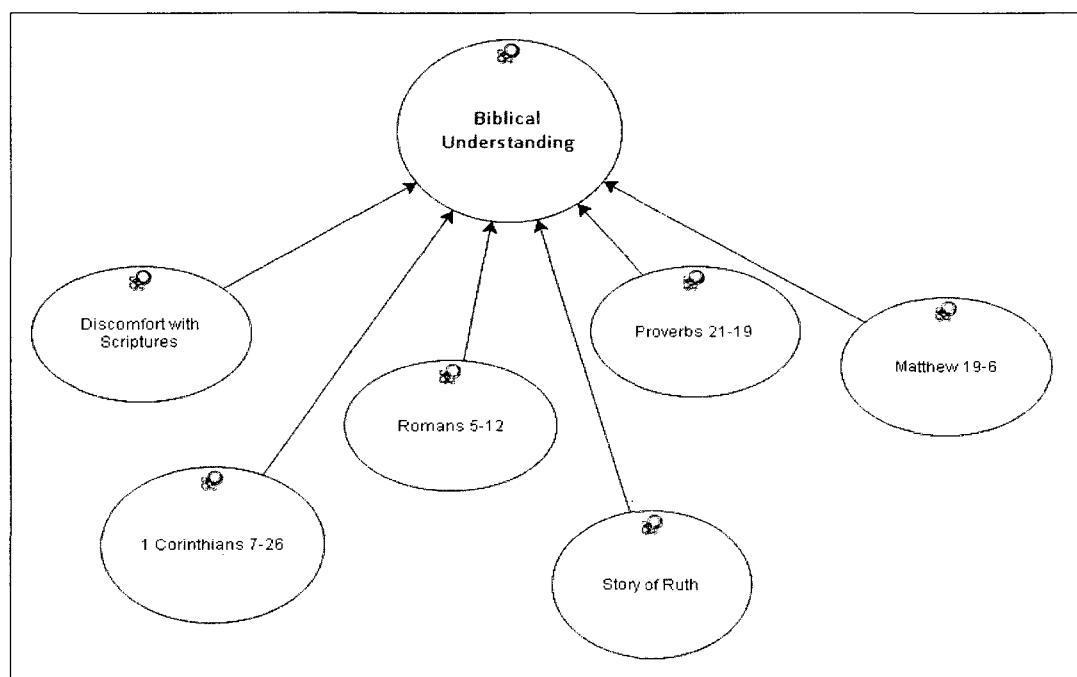 Biblical
Understanding
Discomfort with
Scriptures
Proverbs 21-19
Matthew 19-6
Romans 5-12
1 Corinthians 7-26
Story of Ruth